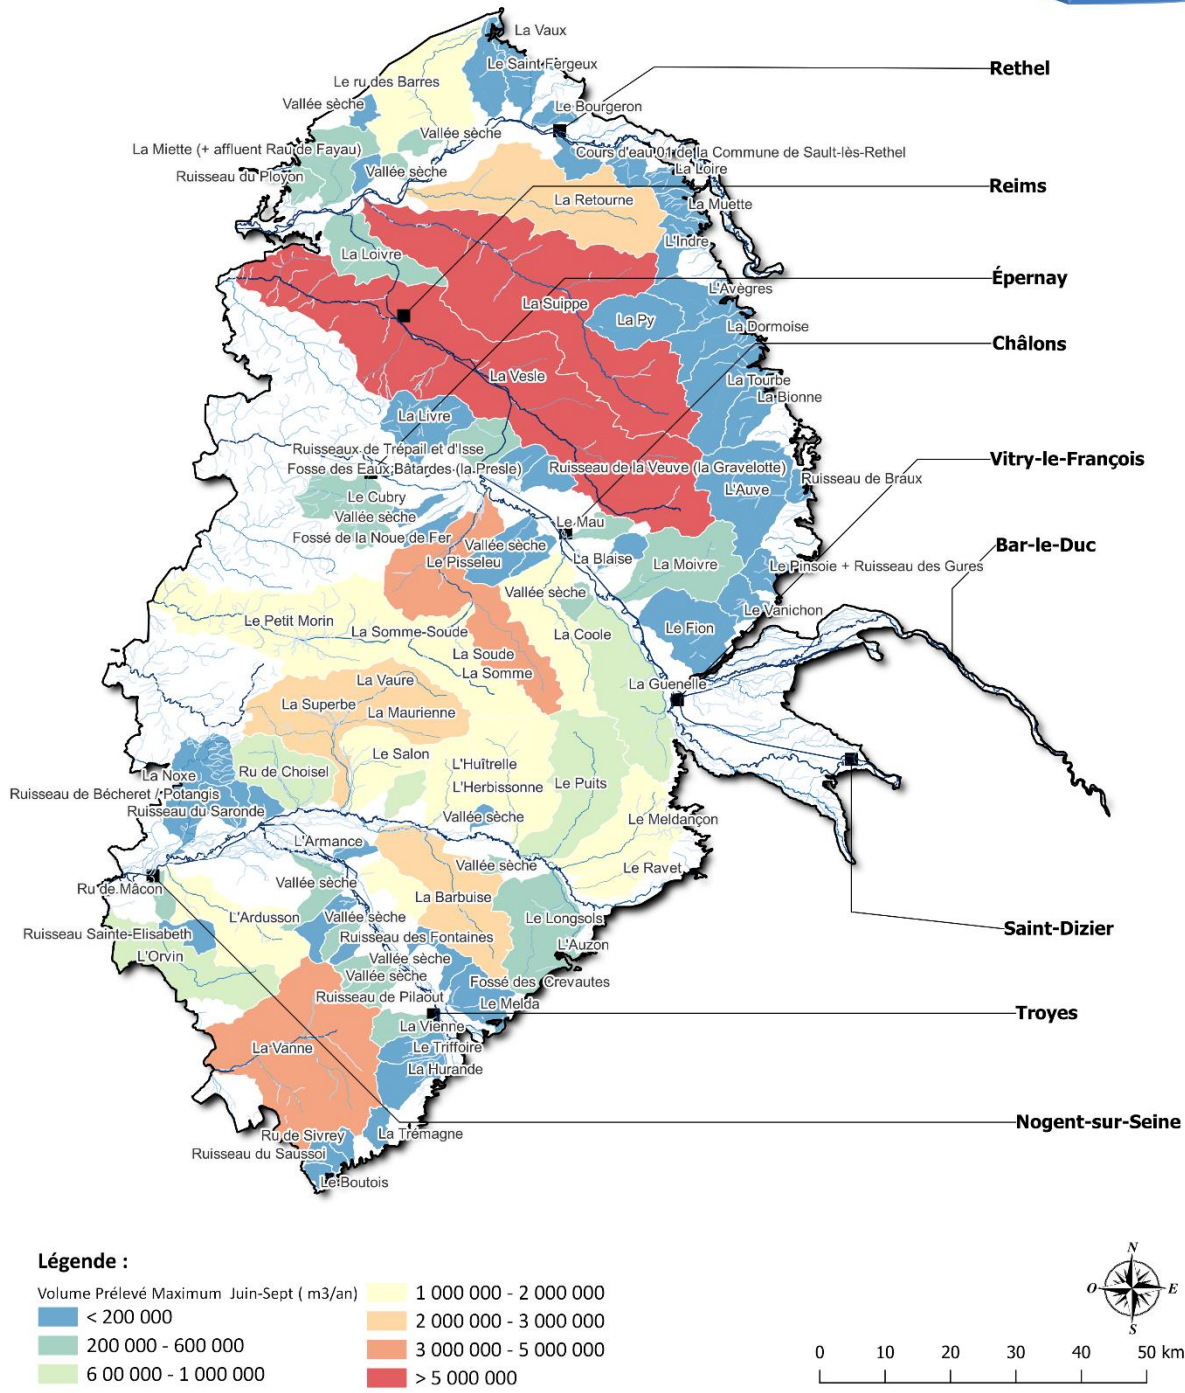 La Vaux
Le Saint Fergeux
Rethel
Le ru des Barres
Vallée sèche
Le Bourgeron
Vallée sèche
La Miette (+ affluent Rau de Fayau)
Cours d'eau 01 de la Commune de Sault-lès-Rethel
Ruisseau du Ployon
Vallée sèche
La Loire
Reims
La Retourne
La Muette
L'Indre
La Loivre
Épernay
L'Avègres
La Suippe
La Py
La Dormoise
Châlons
La Vesle
La Tourbe
La Bionne
La Livre
Ruisseaux de Trépail et d'Isse
Vitry-le-François
Fosse des Eaux Bâtardes (la Presle)
Ruisseau de la Veuve (la Gravelotte)
Ruisseau de Braux
L'Auve
Le Cubry
Vallée sèche
Le Mau
Fossé de la Noue de Fer
Vallée sèche
Bar-le-Duc
Le Pisseleu
La Blaise
La Moivre
Le Pinsoie + Ruisseau des Gures
Vallée sèche
Le Vanichon
Le Petit Morin
La Somme-Soude
La Coole
Le Fion
La Soude
La Somme
La Vaure
La Guenelle
La Superbe
La Maurienne
Le Salon
L'Huîtrelle
La Noxe
Ru de Choisel
L'Herbissonne
Le Puits
Ruisseau de Bécheret / Potangis
Ruisseau du Saronde
Vallée sèche
Le Meldançon
L'Armance
Vallée sèche
Le Ravet
Ru de Mâcon
Vallée sèche
La Barbuise
L'Ardusson
Vallée sèche
Le Longsols
Saint-Dizier
Ruisseau Sainte-Elisabeth
Ruisseau des Fontaines
L'Auzon
L'Orvin
Vallée sèche
Vallée sèche
Fossé des Crevautes
Ruisseau de Pilaout
Le Melda
Troyes
La Vienne
La Vanne
Le Triffoire
La Hurande
Nogent-sur-Seine
Ru de Sivrey
La Trémagne
Ruisseau du Saussoi
Le Boutois
Légende :
Volume Prélevé Maximum Juin-Sept ( m3/an)
< 200 000
200 000 - 600 000
6 00 000 - 1 000 000
1 000 000 - 2 000 000
2 000 000 - 3 000 000
3 000 000 - 5 000 000
> 5 000 000
N
O
E
S
0 10 20 30 40 50 km